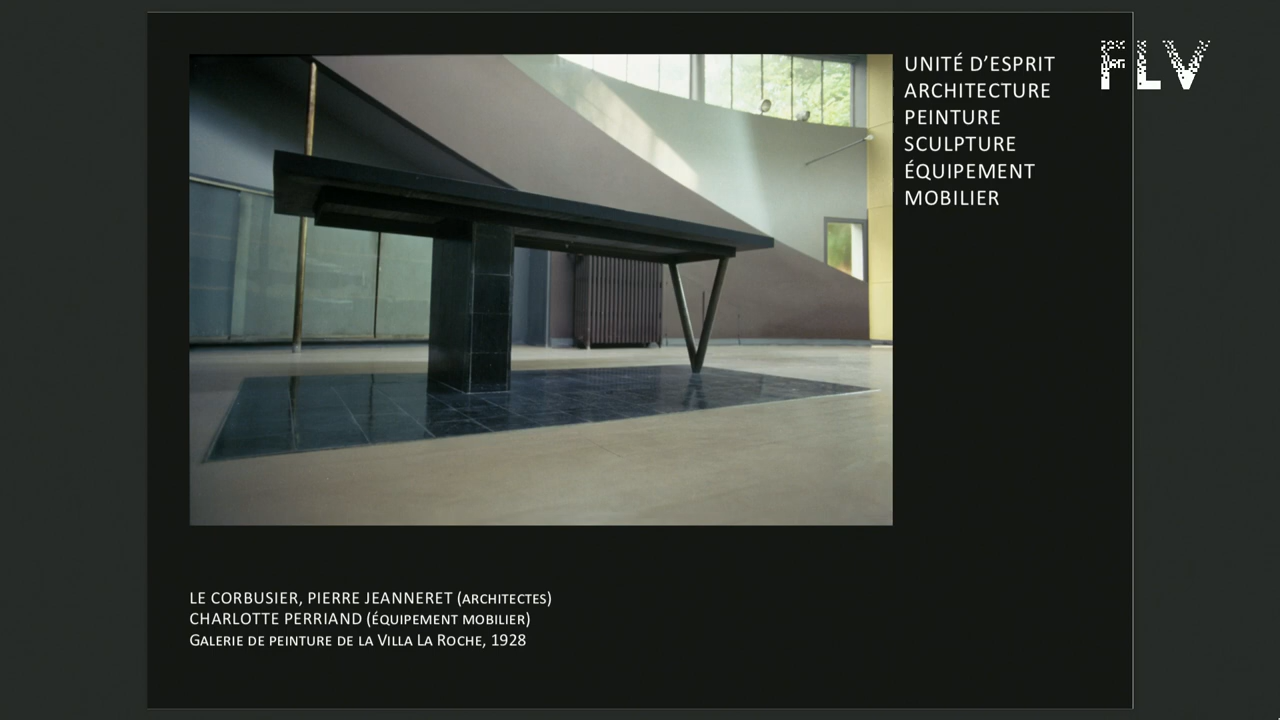 UNITÉ D'ESPRIT
ARCHITECTURE
PEINTURE
SCULPTURE
ÉQUIPEMENT
MOBILIER
FLV
LE CORBUSIER, PIERRE JEANNERET (ARCHITECTES)
CHARLOTTE PERRIAND (ÉQUIPEMENT MOBILIER)
GALERIE DE PEINTURE DE LA VILLA LA ROCHE, 1928